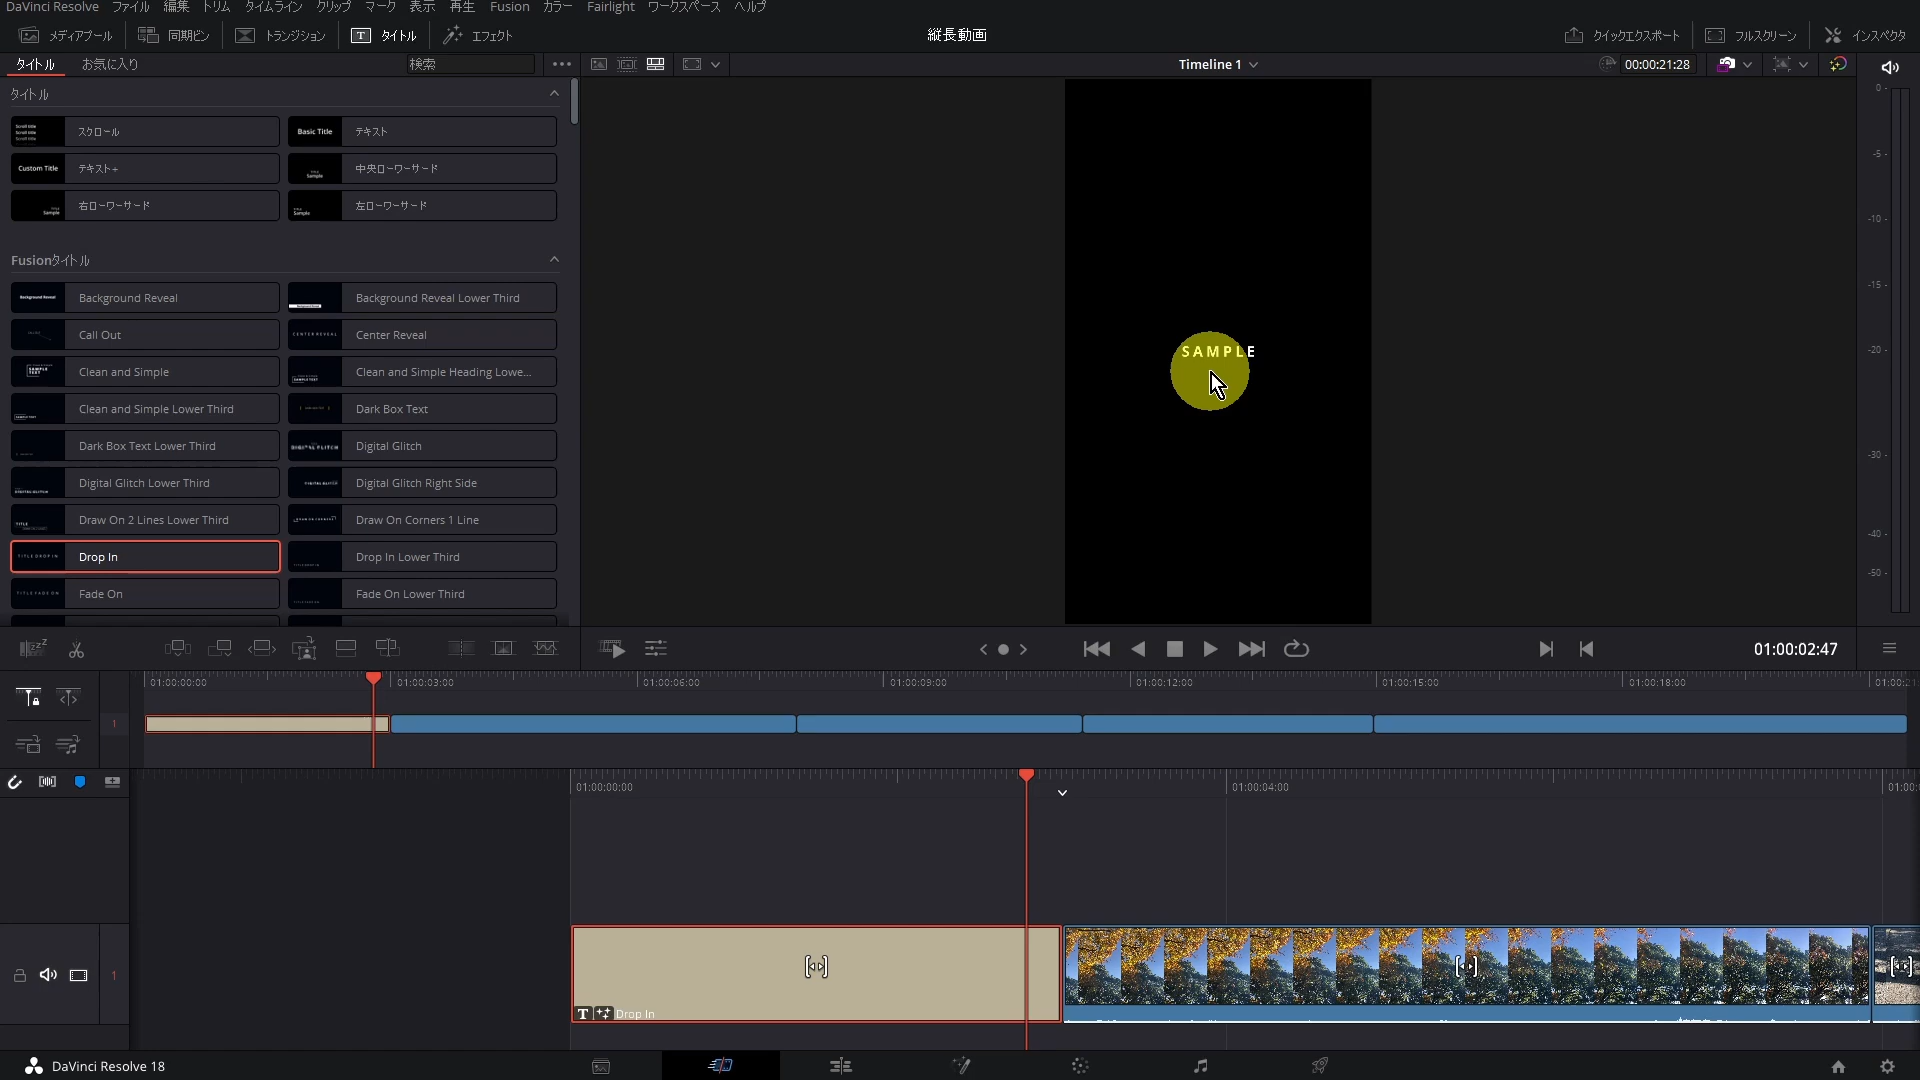 DaVinci Resolve ファイル 編集 トリム タイムライン クリップ マーク 表示 再生 Fusion カラー Fairlight ワークスペース ヘルプ
メディアプール 同期ビン トランジション タイトル エフェクト 縦長動画 クイックエクスポート フルスクリーン インスペクタ
タイトル お気に入り 検索 Timeline 1 00:00:21:28
タイトル
スクロール Basic Title テキスト
Custom Title テキスト+ 中央ローワーサード
右ローワーサード 左ローワーサード
Fusionタイトル
Background Reveal Background Reveal Lower Third
Call Out Center Reveal
Clean and Simple Clean and Simple Heading Lowe...
Clean and Simple Lower Third Dark Box Text
Dark Box Text Lower Third Digital Glitch
Digital Glitch Lower Third Digital Glitch Right Side
Draw On 2 Lines Lower Third Draw On Corners 1 Line
Drop In Drop In Lower Third
Fade On Fade On Lower Third
SAMPLE
0
-5
-10
-15
-20
-30
-40
-50
01:00:02:47
01:00:00:00 01:00:03:00 01:00:06:00 01:00:09:00 01:00:12:00 01:00:15:00 01:00:18:00
1
01:00:00:00 01:00:04:00
1
Drop In
DaVinci Resolve 18